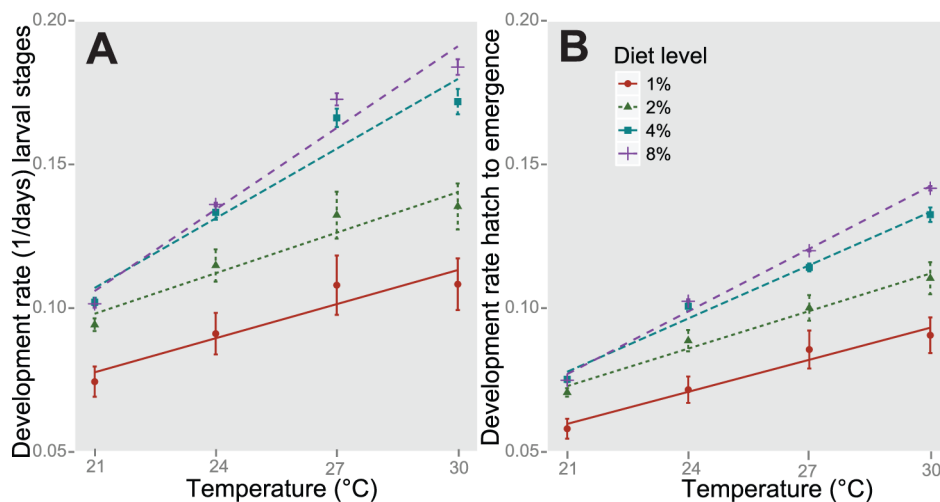 A
Development rate (1/days) larval stages
0.20
0.15
0.10
0.05
21 24 27 30
Temperature (°C)
B
Development rate hatch to emergence
Diet level
1%
2%
4%
8%
0.20
0.15
0.10
0.05
21 24 27 30
Temperature (°C)